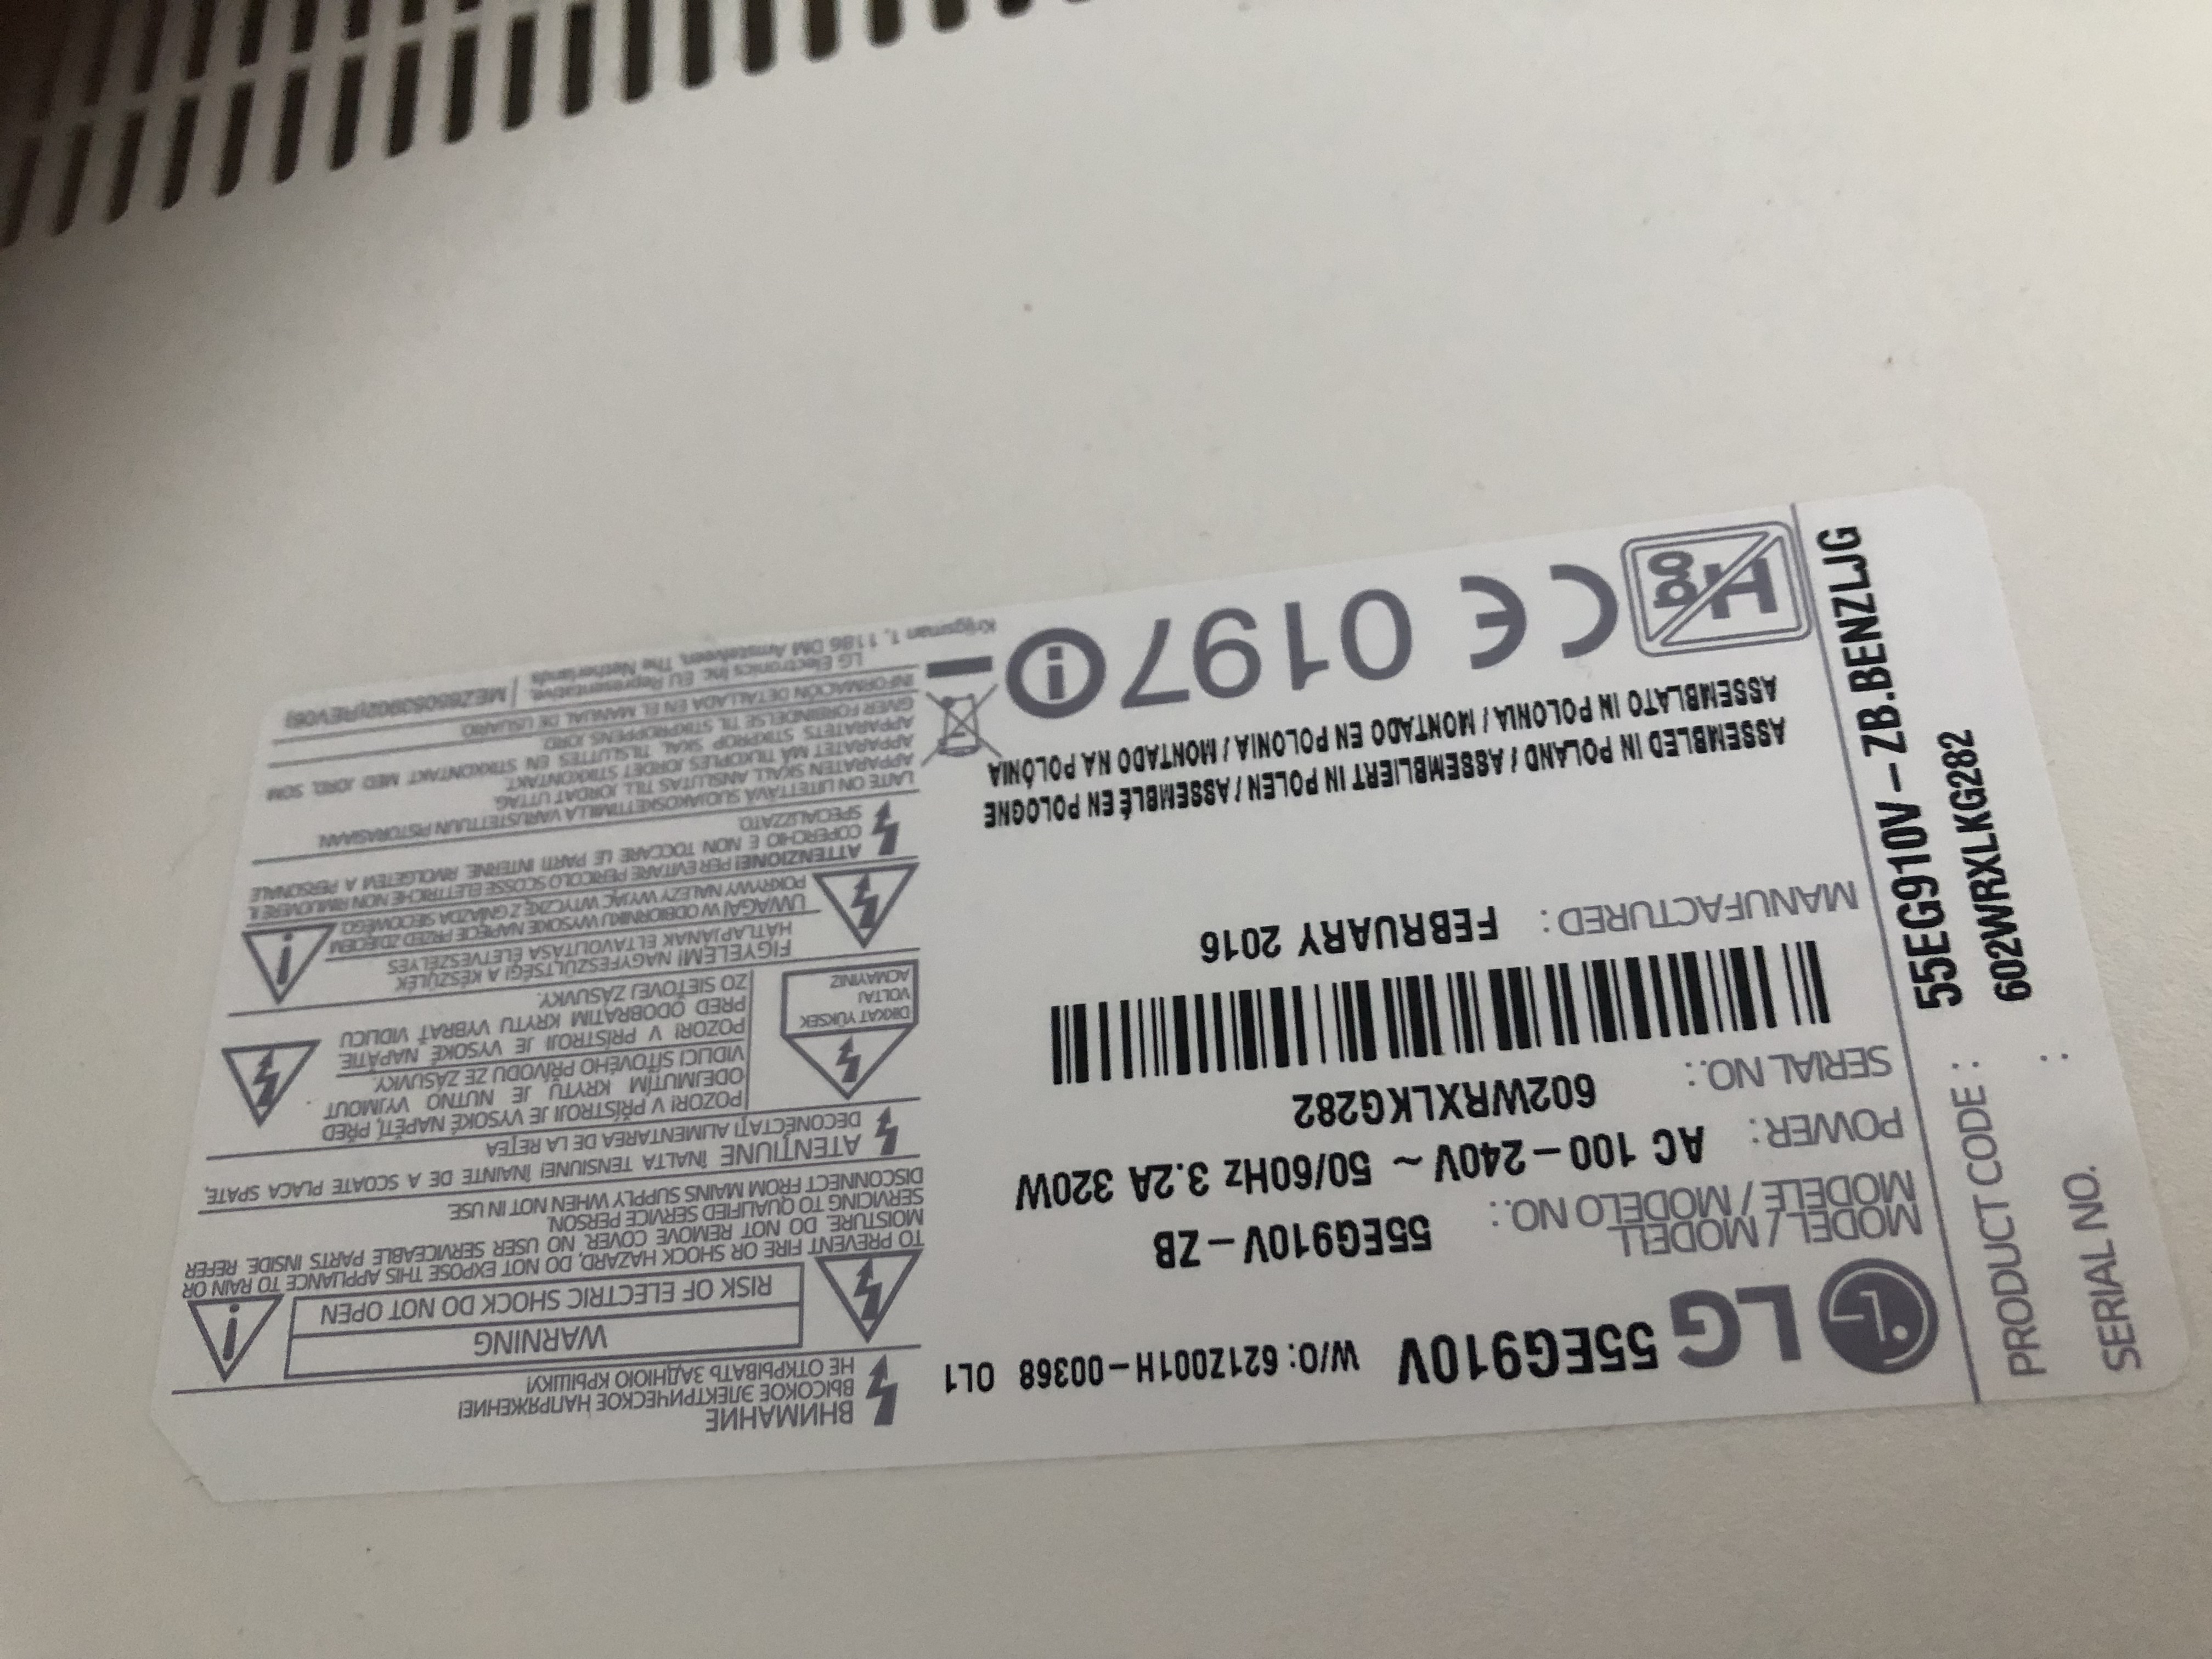 SERIAL NO. : 602WRXLKG282
PRODUCT CODE : 55EG910V-ZB.BENZLJG
LG 55EG910V W/O: 621Z001H-00368 OL1
MODEL / MODELL
MODÈLE / MODELO NO. : 55EG910V-ZB
POWER : AC 100-240V ~ 50/60Hz 3.2A 320W
SERIAL NO. : 602WRXLKG282
MANUFACTURED : FEBRUARY 2016
ASSEMBLED IN POLAND / ASSEMBLIERT IN POLEN / ASSEMBLÉ EN POLOGNE
ASSEMBLATO IN POLONIA / MONTADO EN POLONIA / MONTADO NA POLÓNIA
Hg CE 0197
ВНИМАНИЕ
ВЫСОКОЕ ЭЛЕКТРИЧЕСКОЕ НАПРЯЖЕНИЕ!
НЕ ОТКРЫВАТЬ ЗАДНЮЮ КРЫШКУ!
WARNING
RISK OF ELECTRIC SHOCK DO NOT OPEN
TO PREVENT FIRE OR SHOCK HAZARD, DO NOT EXPOSE THIS APPLIANCE TO RAIN OR
MOISTURE. DO NOT REMOVE COVER. NO USER SERVICEABLE PARTS INSIDE. REFER
SERVICING TO QUALIFIED SERVICE PERSON.
DISCONNECT FROM MAINS SUPPLY WHEN NOT IN USE.
ATENŢIUNE ÎNALTA TENSIUNE! ÎNAINTE DE A SCOATE PLACA SPATE,
DECONECTAŢI ALIMENTAREA DE LA REŢEA
DIKKAT YÜKSEK
VOLTAJ
ACMAYINIZ
POZOR! V PŘÍSTROJI JE VYSOKÉ NAPĚTÍ, PŘED
ODEJMUTÍM KRYTU JE NUTNO VYJMOUT
VIDLICI SÍŤOVÉHO PŘÍVODU ZE ZÁSUVKY.
POZOR! V PRÍSTROJI JE VYSOKÉ NAPÄTIE.
PRED ODOBRATIM KRYTU VYBRAŤ VIDLICU
ZO SIEŤOVEJ ZÁSUVKY.
FIGYELEM! NAGYFESZÜLTSÉG! A KÉSZÜLÉK
HÁTLAPJÁNAK ELTAVOLITÁSA ÉLETVESZÉLYES
UWAGA! W ODBIORNIKU WYSOKIE NAPIĘCIE PRZED ZDJĘCIEM
POKRYWY NALEŻY WYJĄC WTYCZKĘ Z GNIAZDA SIECIOWEGO.
ATTENZIONE! PER EVITARE PERICOLO SCOSSE ELETTRICHE NON RIMUOVERE IL
COPERCHIO E NON TOCCARE LE PARTI INTERNE. RIVOLGETEVI A PERSONALE
SPECIALIZZATO.
LAITE ON LIITETTÄVÄ SUOJAKOSKETTIMILLA VARUSTETTUUN PISTORASIAAN.
APPARATEN SKALL ANSLUTAS TILL JORDAT UTTAG.
APPARATET MÅ TILKOPLES JORDET STIKKONTAKT.
APPARATETS STIKPROP SKAL TILSLUTTES EN STIKKONTAKT MED JORD, SOM
GIVER FORBINDELSE TIL STIKPROPPENS JORD.
INFORMACIÓN DETALLADA EN EL MANUAL DE USUARIO.
LG Electronics Inc. EU Representative,
Krijgsman 1, 1186 DM Amstelveen, The Netherlands